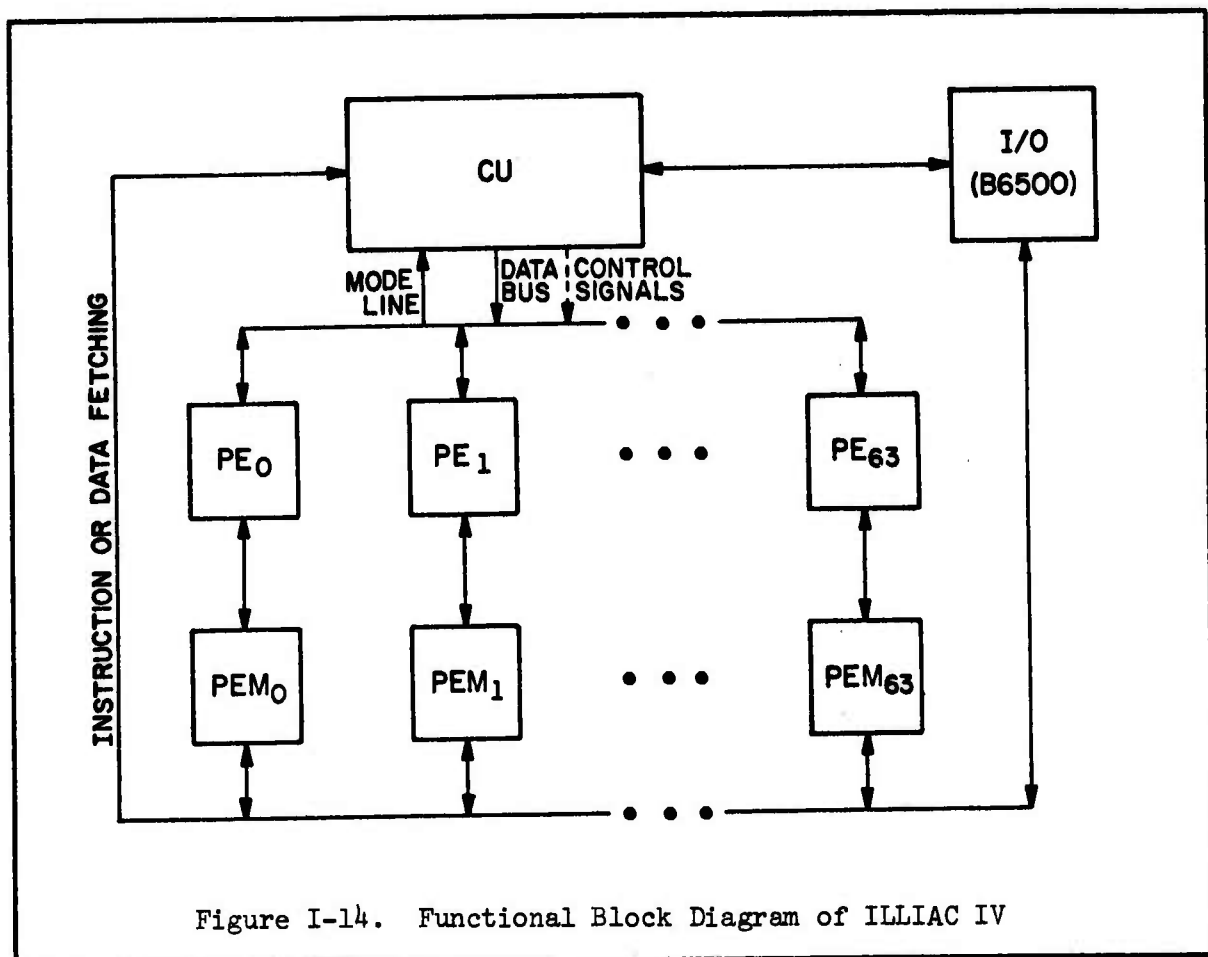 CU
I/O
(B6500)
MODE
LINE
DATA
BUS
CONTROL
SIGNALS
INSTRUCTION OR DATA FETCHING
PE0
PE1
• • •
PE63
PEM0
PEM1
• • •
PEM63
• • •
Figure I-14. Functional Block Diagram of ILLIAC IV